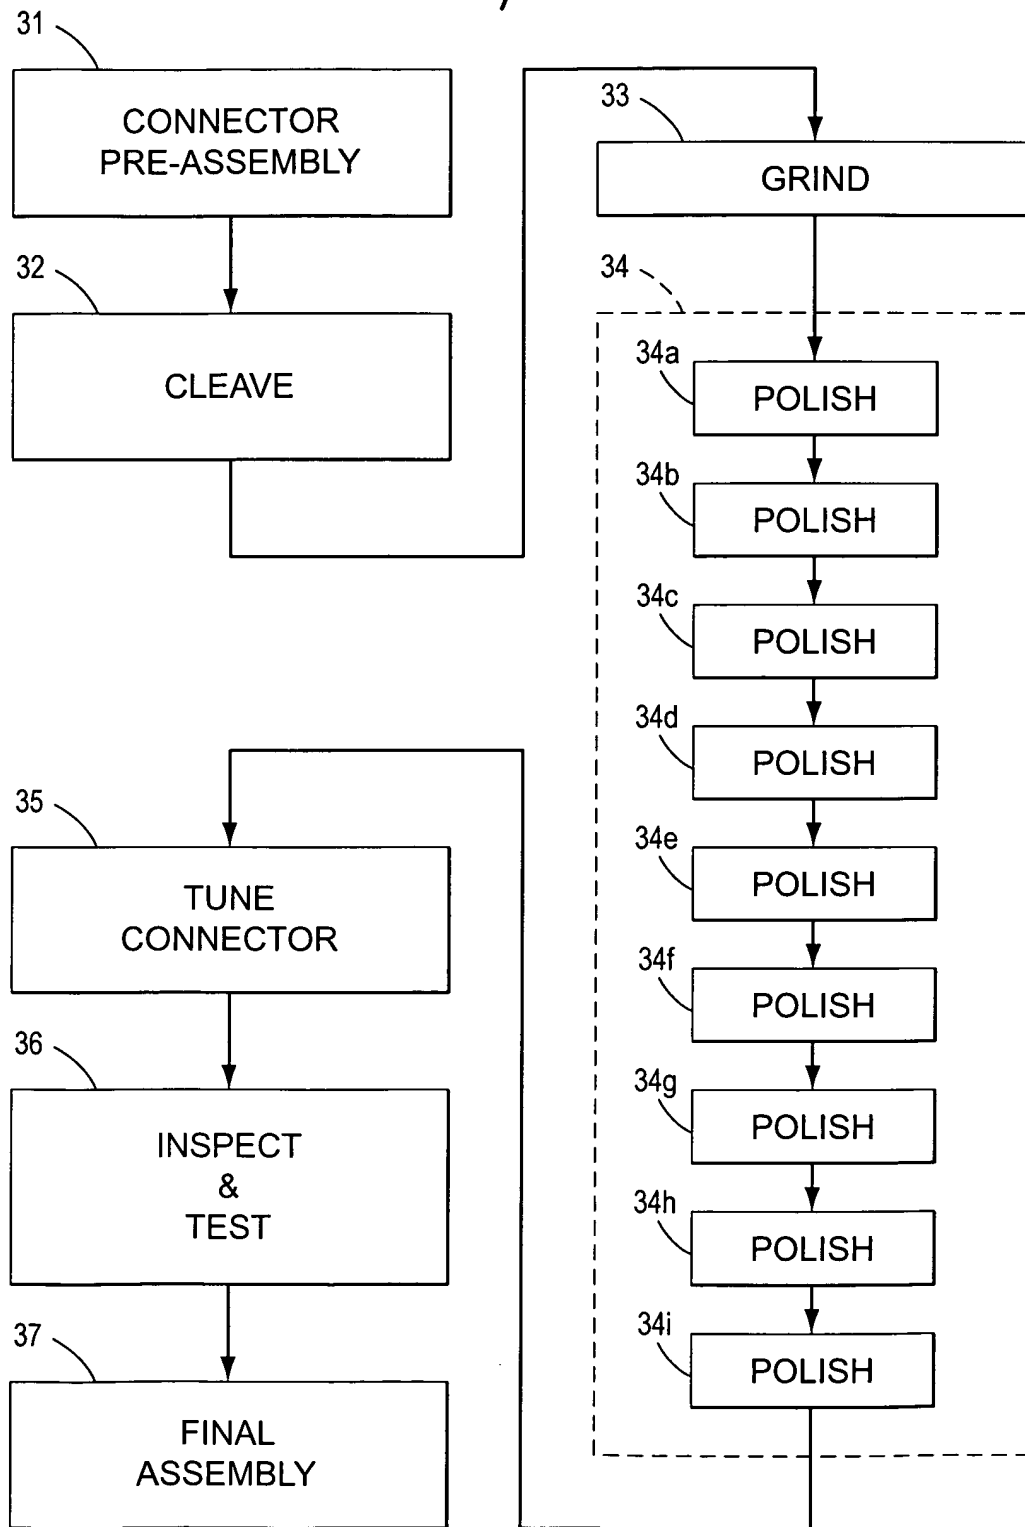 31
CONNECTOR
PRE-ASSEMBLY
32
CLEAVE
33
GRIND
34
34a
POLISH
34b
POLISH
34c
POLISH
34d
POLISH
34e
POLISH
34f
POLISH
34g
POLISH
34h
POLISH
34i
POLISH
35
TUNE
CONNECTOR
36
INSPECT
&
TEST
37
FINAL
ASSEMBLY